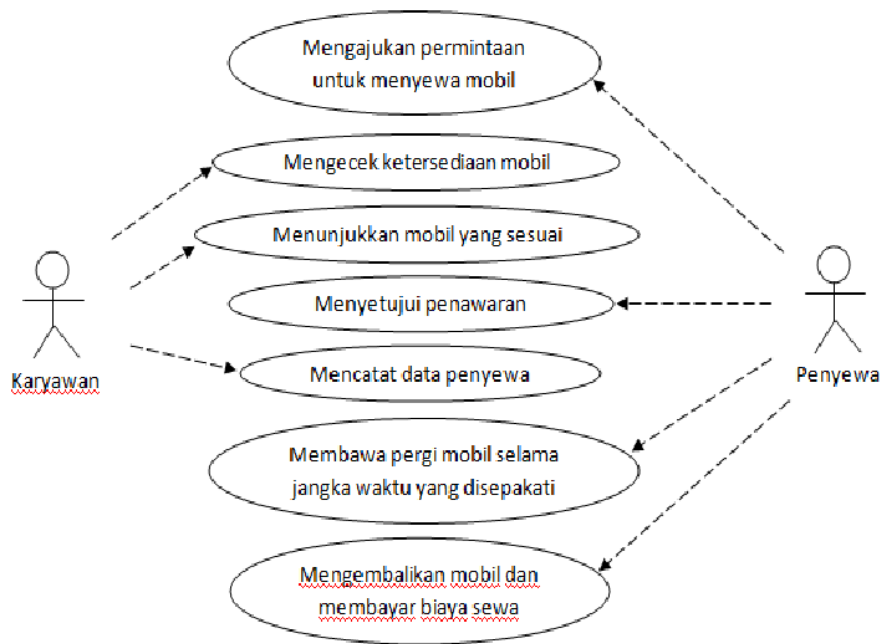 Mengajukan permintaan
untuk menyewa mobil
Mengecek ketersediaan mobil
Menunjukkan mobil yang sesuai
Menyetujui penawaran
Mencatat data penyewa
Karyawan
Penyewa
Membawa pergi mobil selama
jangka waktu yang disepakati
Mengembalikan mobil dan
membayar biaya sewa